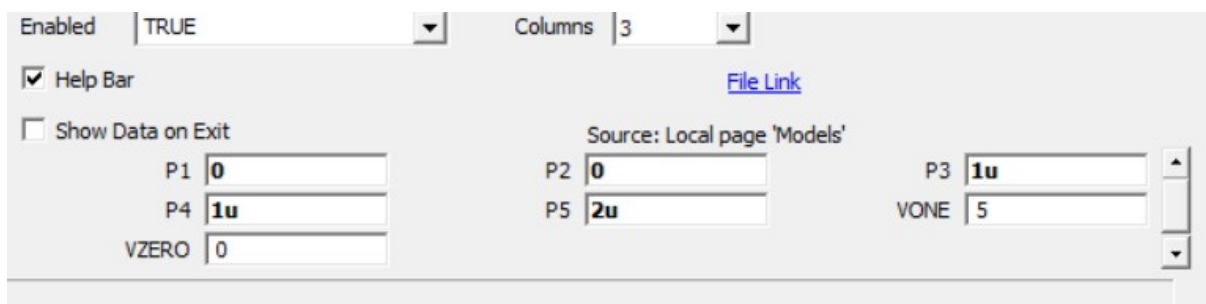 Enabled TRUE Columns 3
Help Bar File Link
Show Data on Exit Source: Local page 'Models'
P1 0 P2 0 P3 1u
P4 1u P5 2u VONE 5
VZERO 0